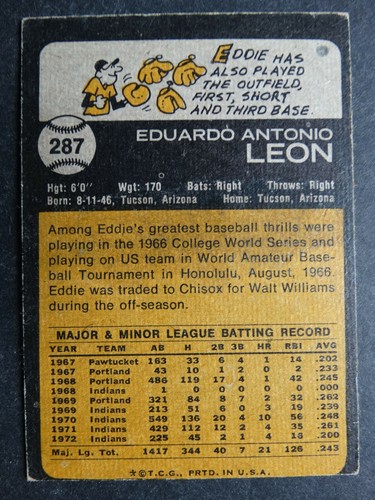 EDDIE HAS
ALSO PLAYED
THE OUTFIELD,
FIRST, SHORT
AND THIRD BASE.
287
EDUARDO ANTONIO
LEON
Hgt: 6'0" Wgt: 170 Bats: Right Throws: Right
Born: 8-11-46, Tucson, Arizona Home: Tucson, Arizona
Among Eddie's greatest baseball thrills were
playing in the 1966 College World Series and
playing on US team in World Amateur Base-
ball Tournament in Honolulu, August, 1966.
Eddie was traded to Chisox for Walt Williams
during the off-season.
MAJOR & MINOR LEAGUE BATTING RECORD
YEAR TEAM AB H 2B 3B HR RBI AVG
1967 Pawtucket 163 33 6 4 1 14 .202
1967 Portland 43 10 1 2 0 2 .233
1968 Portland 486 119 17 4 1 42 .245
1968 Indians 1 0 0 0 0 0 .000
1969 Portland 321 84 8 7 2 32 .262
1969 Indians 213 51 6 0 3 19 .239
1970 Indians 549 136 20 4 10 56 .248
1971 Indians 429 112 12 2 4 35 .261
1972 Indians 225 45 2 1 4 18 .200
Maj. Lg. Tot. 1417 344 40 7 21 126 .243
*©T.C.G., PRTD. IN U.S.A.